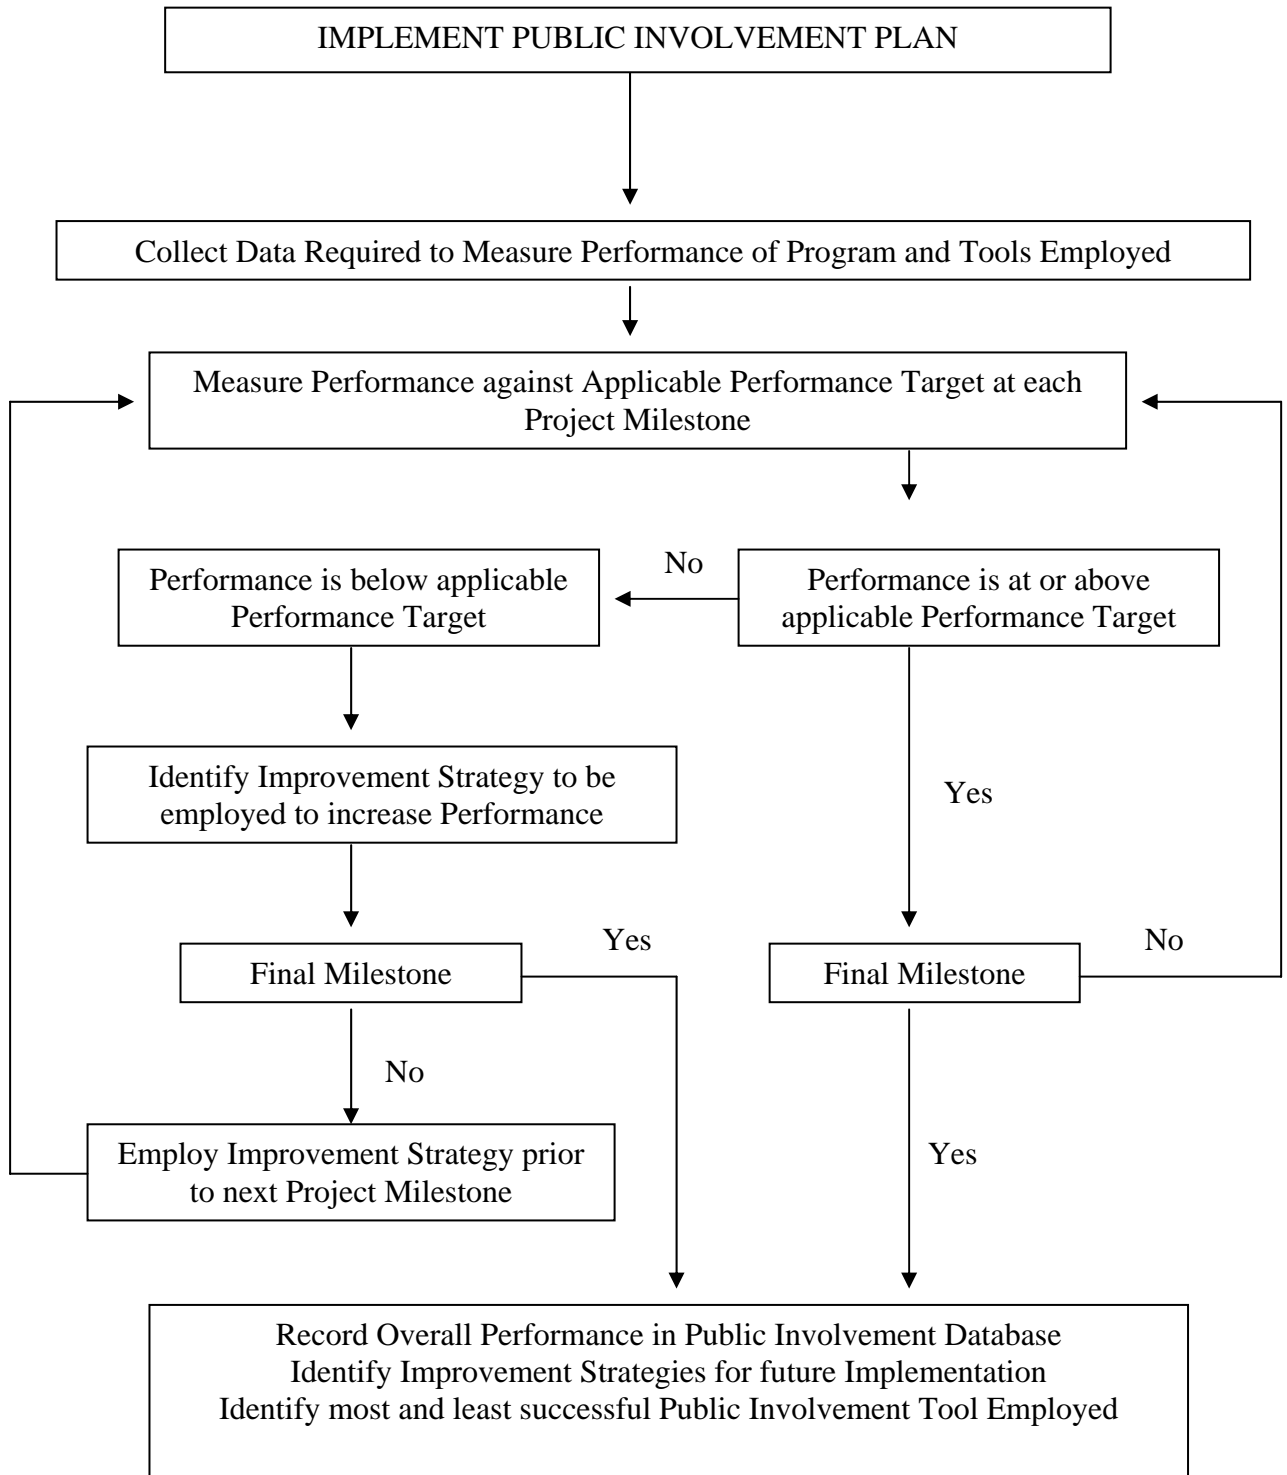 IMPLEMENT PUBLIC INVOLVEMENT PLAN
Collect Data Required to Measure Performance of Program and Tools Employed
Measure Performance against Applicable Performance Target at each
Project Milestone
No
Performance is below applicable
Performance Target
Performance is at or above
applicable Performance Target
Identify Improvement Strategy to be
employed to increase Performance
Yes
Yes
No
Final Milestone
Final Milestone
No
Employ Improvement Strategy prior
to next Project Milestone
Yes
Record Overall Performance in Public Involvement Database
Identify Improvement Strategies for future Implementation
Identify most and least successful Public Involvement Tool Employed